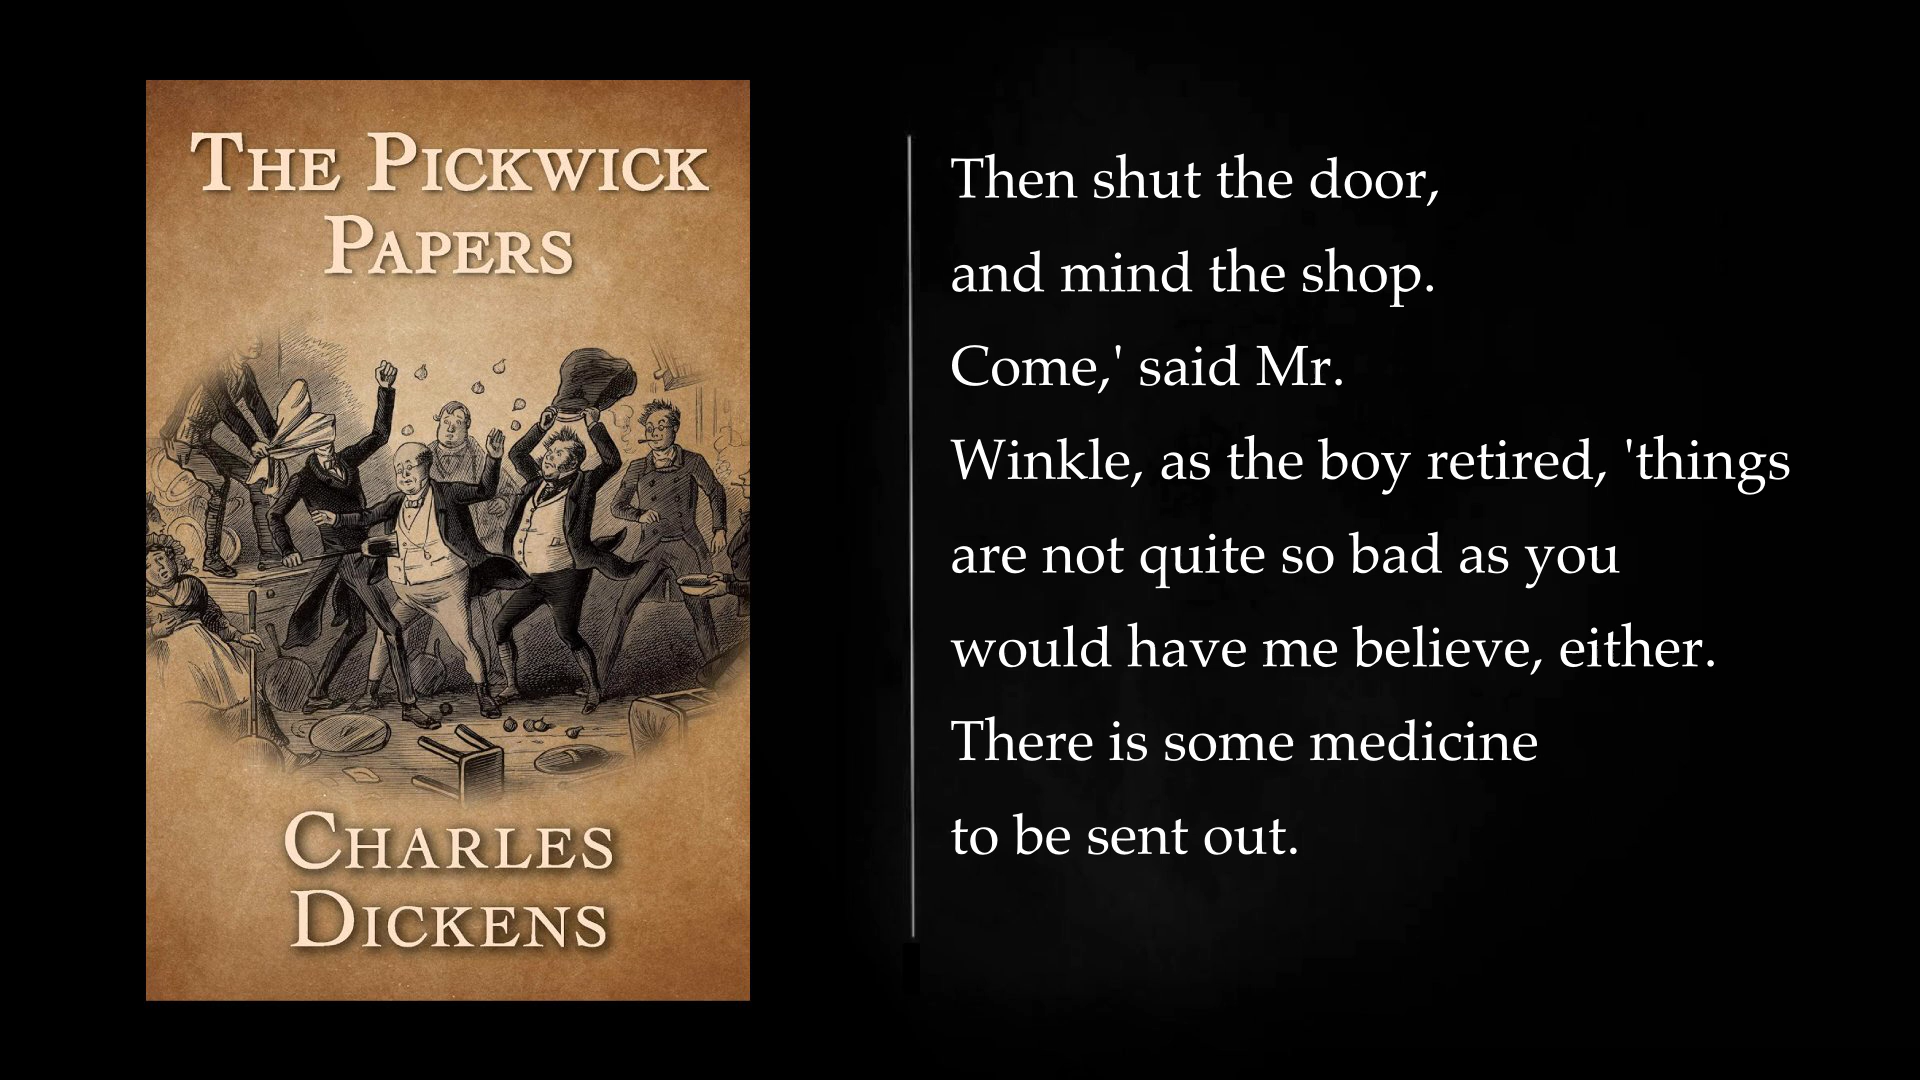 THE PICKWICK
PAPERS
CHARLES
DICKENS
Then shut the door,
and mind the shop.
Come,' said Mr.
Winkle, as the boy retired, 'things
are not quite so bad as you
would have me believe, either.
There is some medicine
to be sent out.